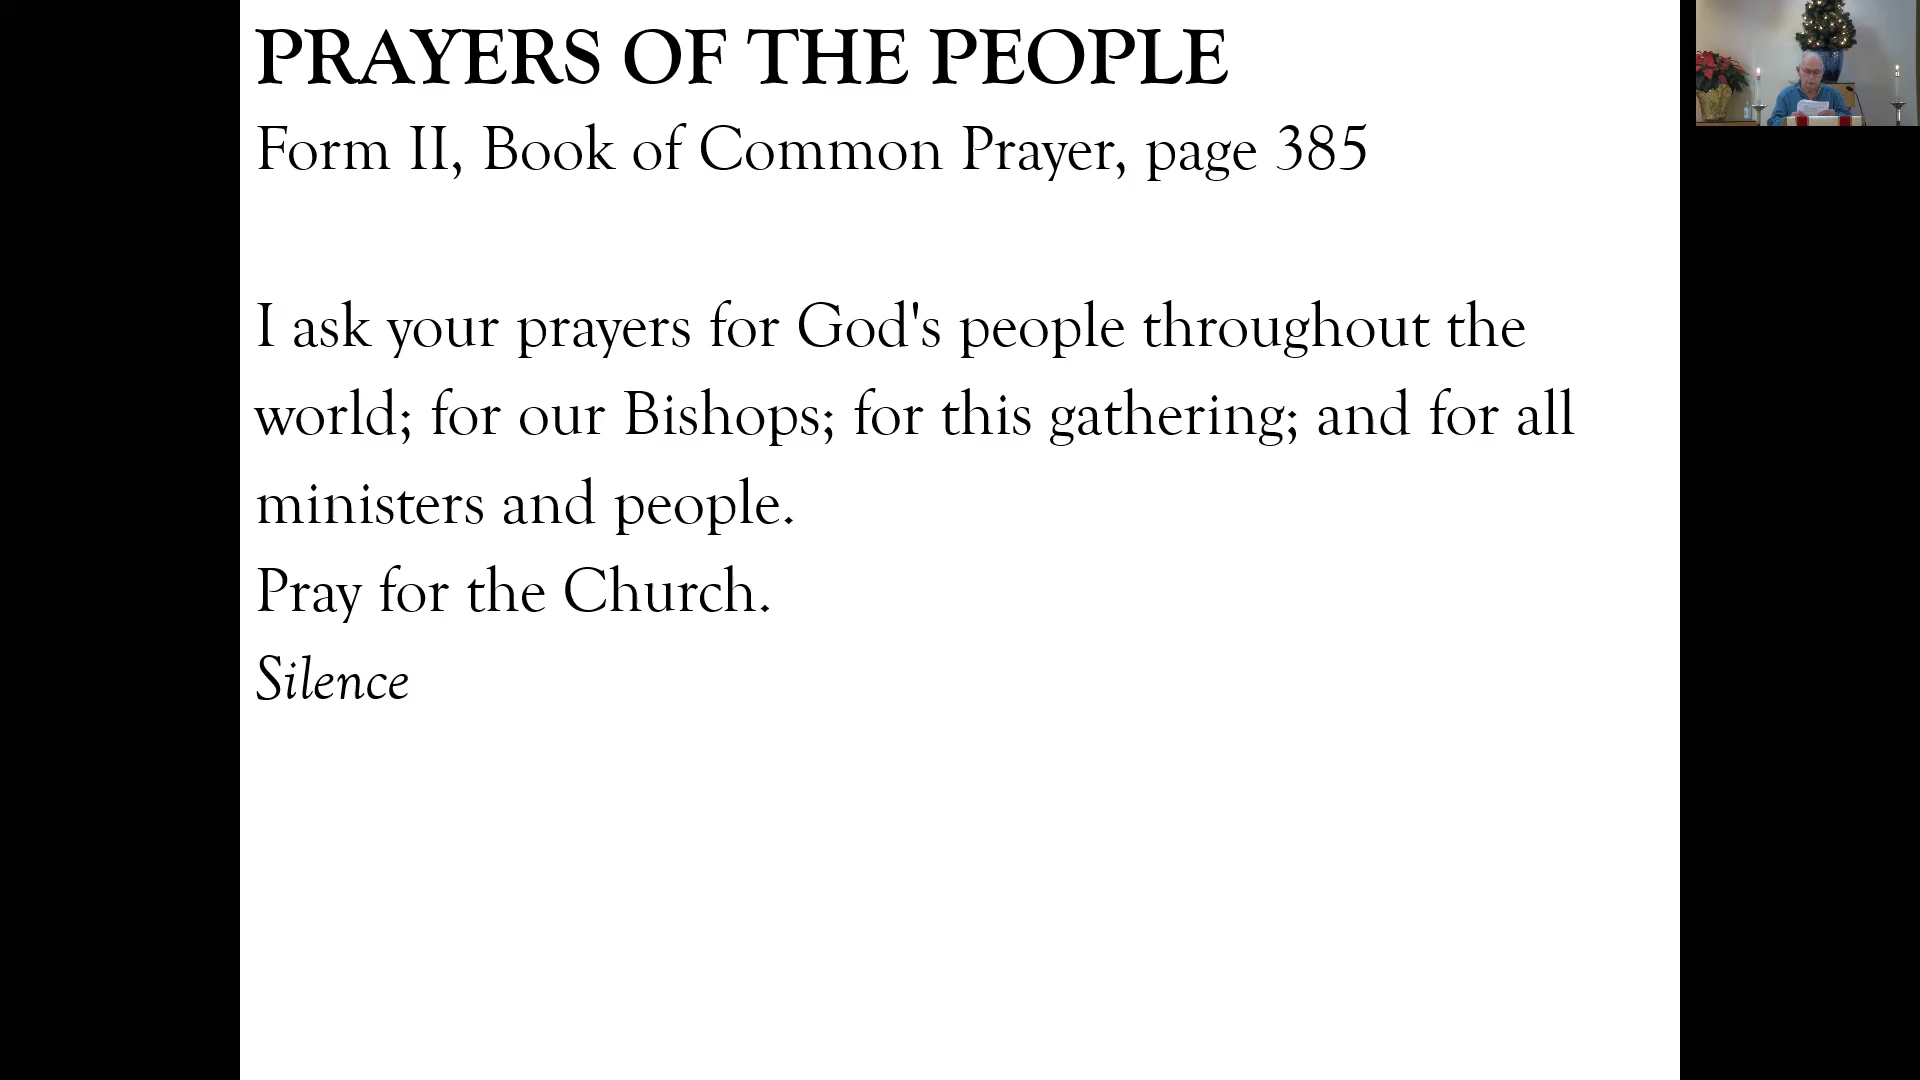 PRAYERS OF THE PEOPLE
Form II, Book of Common Prayer, page 385
I ask your prayers for God's people throughout the
world; for our Bishops; for this gathering; and for all
ministers and people.
Pray for the Church.
Silence